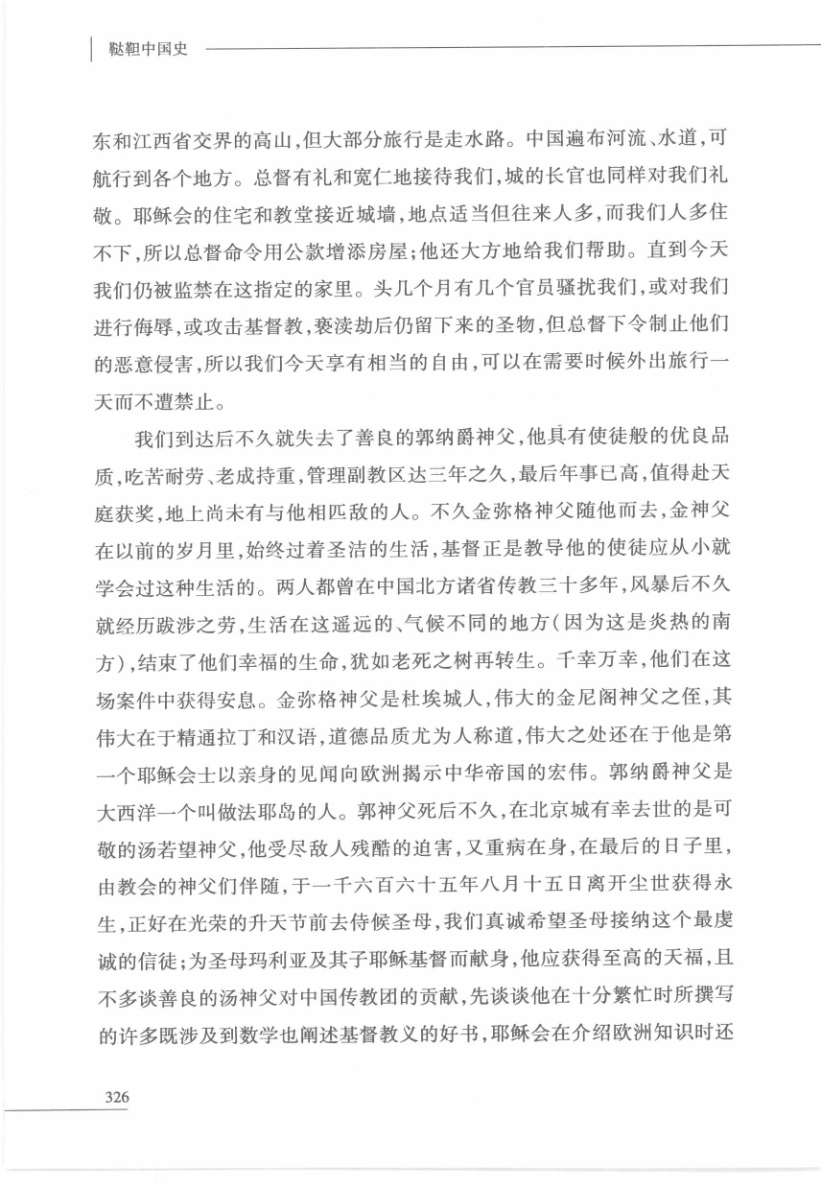 鞑靼中国史
东和江西省交界的高山,但大部分旅行是走水路。中国遍布河流、水道,可
航行到各个地方。总督有礼和宽仁地接待我们,城的长官也同样对我们礼
敬。耶稣会的住宅和教堂接近城墙,地点适当但往来人多,而我们人多住
不下,所以总督命令用公款增添房屋;他还大方地给我们帮助。直到今天
我们仍被监禁在这指定的家里。头几个月有几个官员骚扰我们,或对我们
进行侮辱,或攻击基督教,亵渎劫后仍留下来的圣物,但总督下令制止他们
的恶意侵害,所以我们今天享有相当的自由,可以在需要时候外出旅行一
天而不遭禁止。
我们到达后不久就失去了善良的郭纳爵神父,他具有使徒般的优良品
质,吃苦耐劳、老成持重,管理副教区达三年之久,最后年事已高,值得赴天
庭获奖,地上尚未有与他相匹敌的人。不久金弥格神父随他而去,金神父
在以前的岁月里,始终过着圣洁的生活,基督正是教导他的使徒应从小就
学会过这种生活的。两人都曾在中国北方诸省传教三十多年,风暴后不久
就经历跋涉之劳,生活在这遥远的、气候不同的地方(因为这是炎热的南
方),结束了他们幸福的生命,犹如老死之树再转生。千幸万幸,他们在这
场案件中获得安息。金弥格神父是杜埃城人,伟大的金尼阁神父之侄,其
伟大在于精通拉丁和汉语,道德品质尤为人称道,伟大之处还在于他是第
一个耶稣会士以亲身的见闻向欧洲揭示中华帝国的宏伟。郭纳爵神父是
大西洋一个叫做法耶岛的人。郭神父死后不久,在北京城有幸去世的是可
敬的汤若望神父,他受尽敌人残酷的迫害,又重病在身,在最后的日子里,
由教会的神父们伴随,于一千六百六十五年八月十五日离开尘世获得永
生,正好在光荣的升天节前去侍候圣母,我们真诚希望圣母接纳这个最虔
诚的信徒;为圣母玛利亚及其子耶稣基督而献身,他应获得至高的天福,且
不多谈善良的汤神父对中国传教团的贡献,先谈谈他在十分繁忙时所撰写
的许多既涉及到数学也阐述基督教义的好书,耶稣会在介绍欧洲知识时还
326